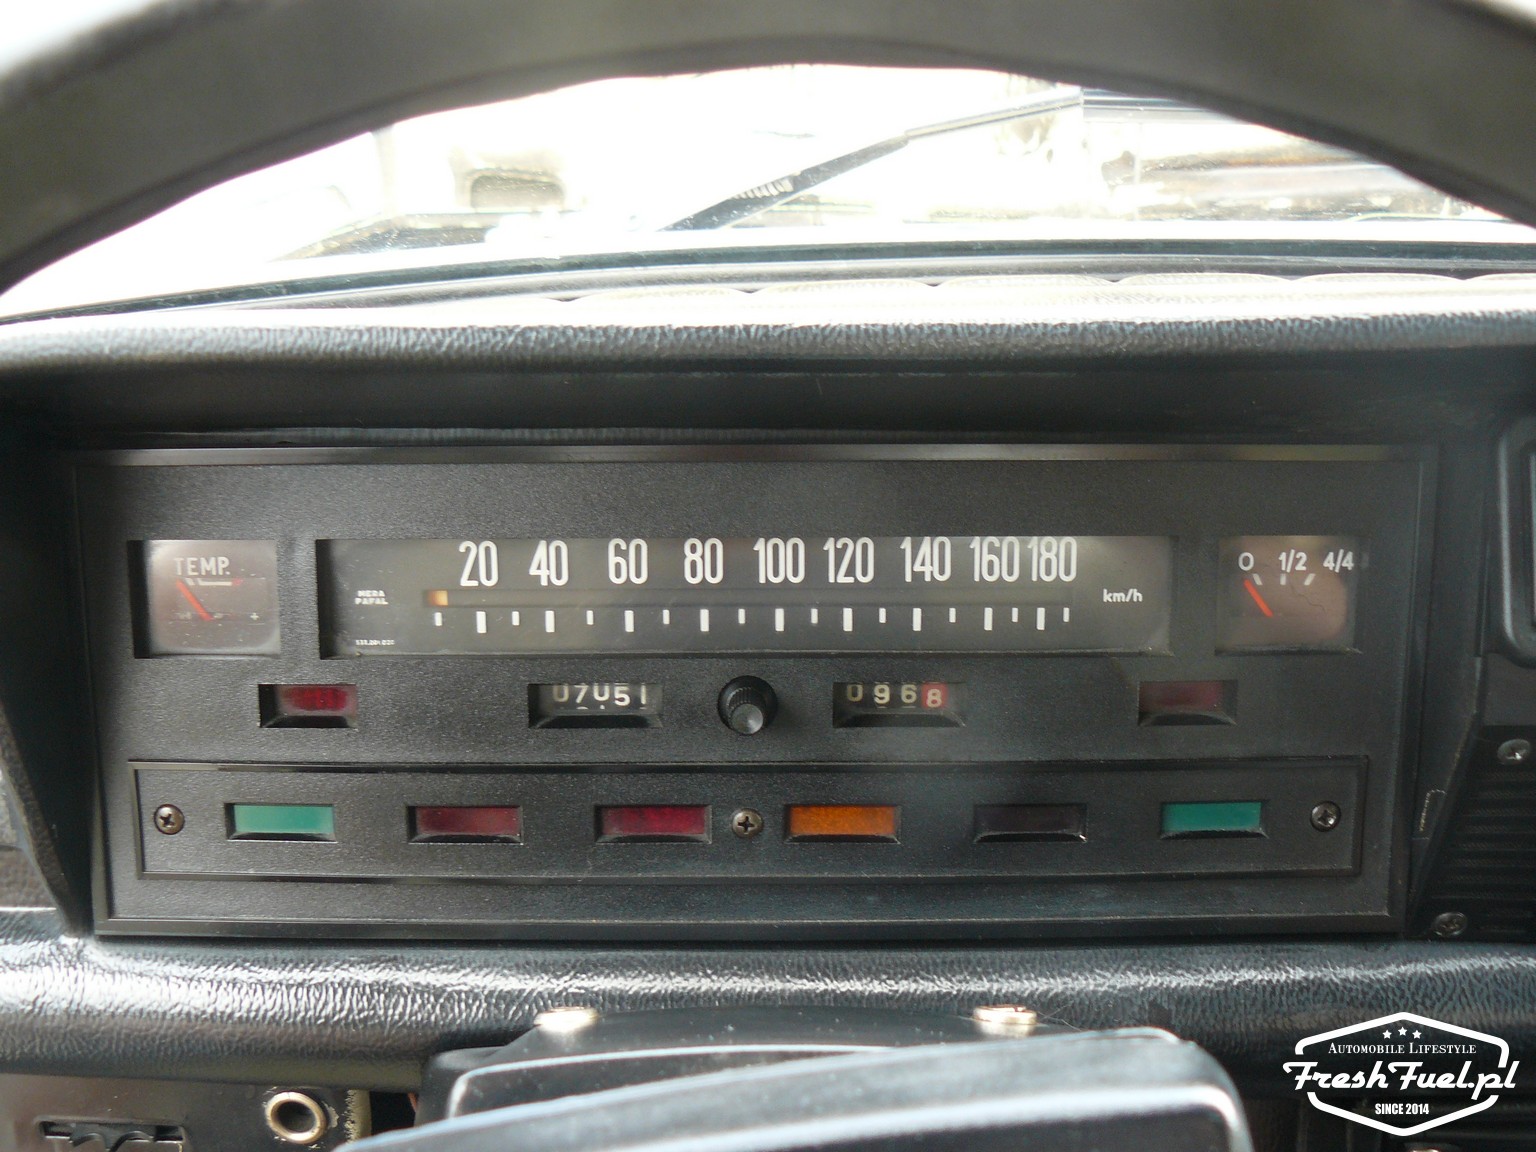 TEMP.
- +
20 40 60 80 100 120 140 160 180
MERA
PAFAL
km/h
0 1/2 4/4
07051
0968
AUTOMOBILE LIFESTYLE
FreshFuel.pl
SINCE 2014